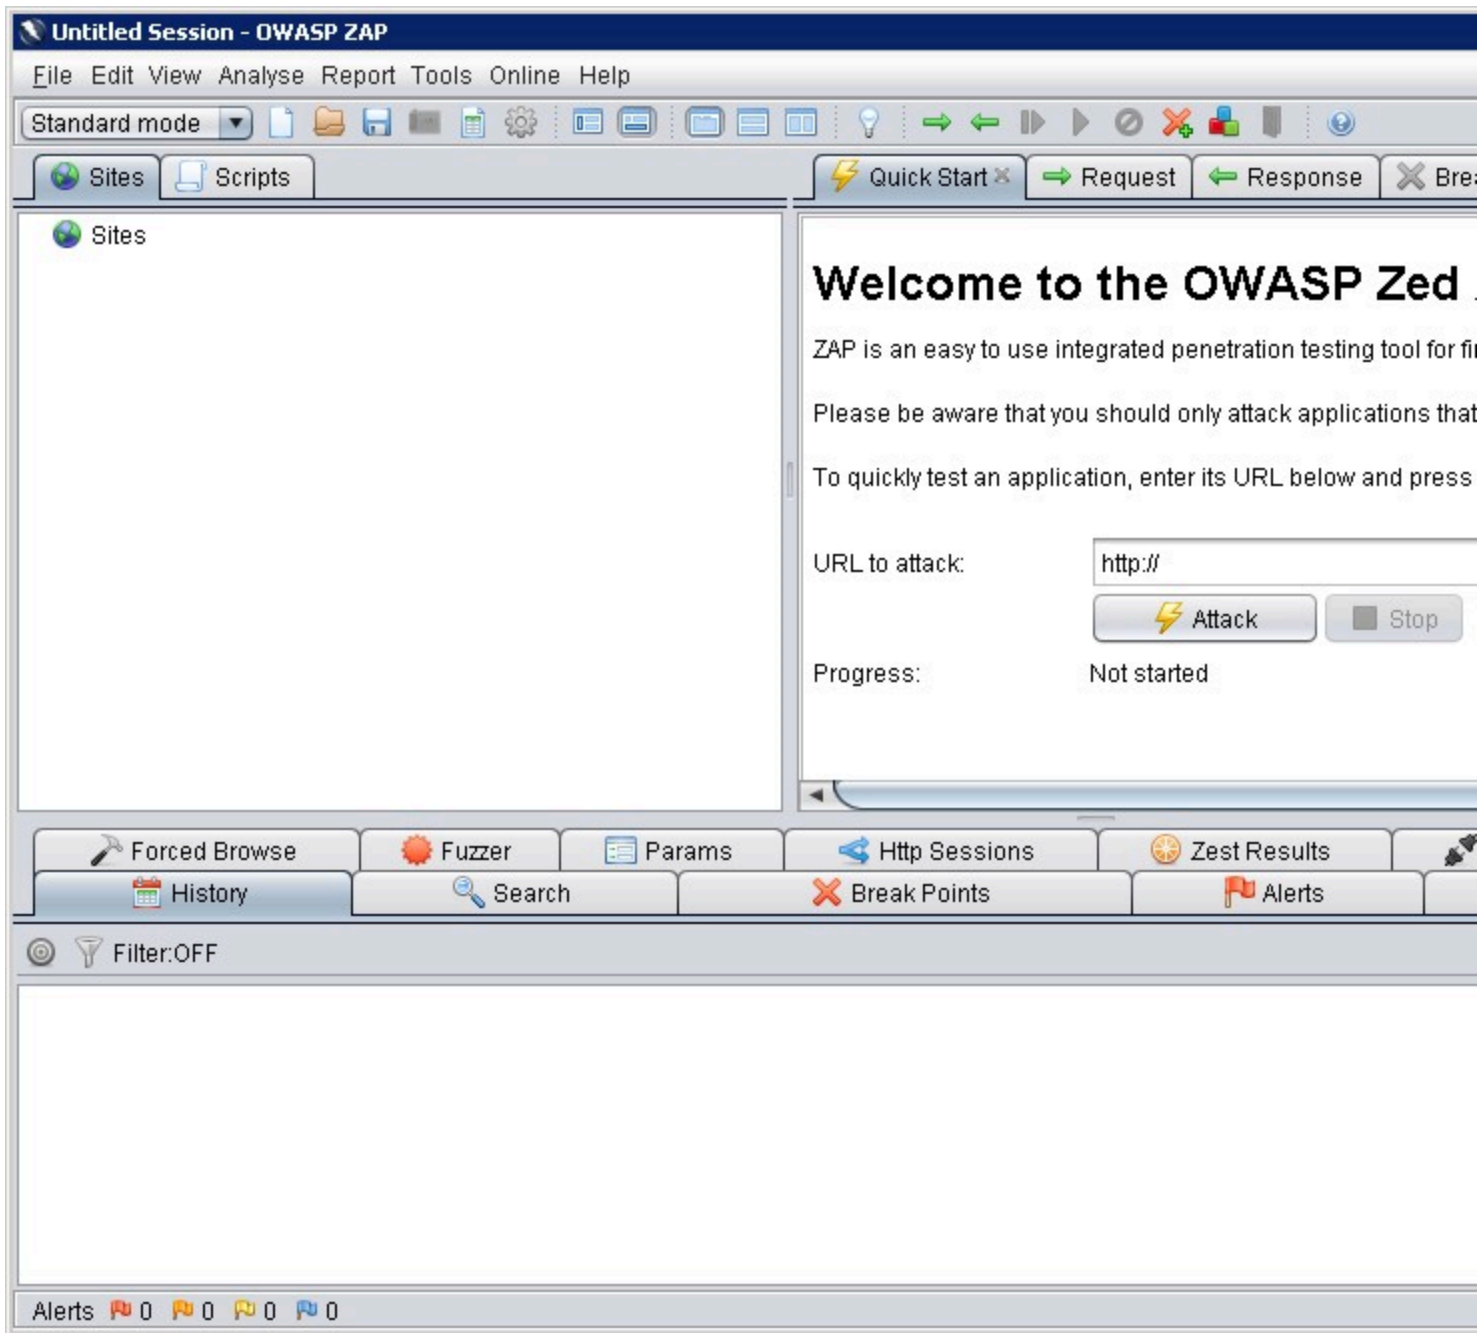 Untitled Session - OWASP ZAP
File Edit View Analyse Report Tools Online Help
Standard mode
Sites Scripts
Quick Start Request Response
Sites
Welcome to the OWASP Zed
ZAP is an easy to use integrated penetration testing tool for
Please be aware that you should only attack applications that
To quickly test an application, enter its URL below and press
URL to attack: http://
Attack Stop
Progress: Not started
Forced Browse Fuzzer Params Http Sessions Zest Results
History Search Break Points Alerts
Filter:OFF
Alerts 0 0 0 0